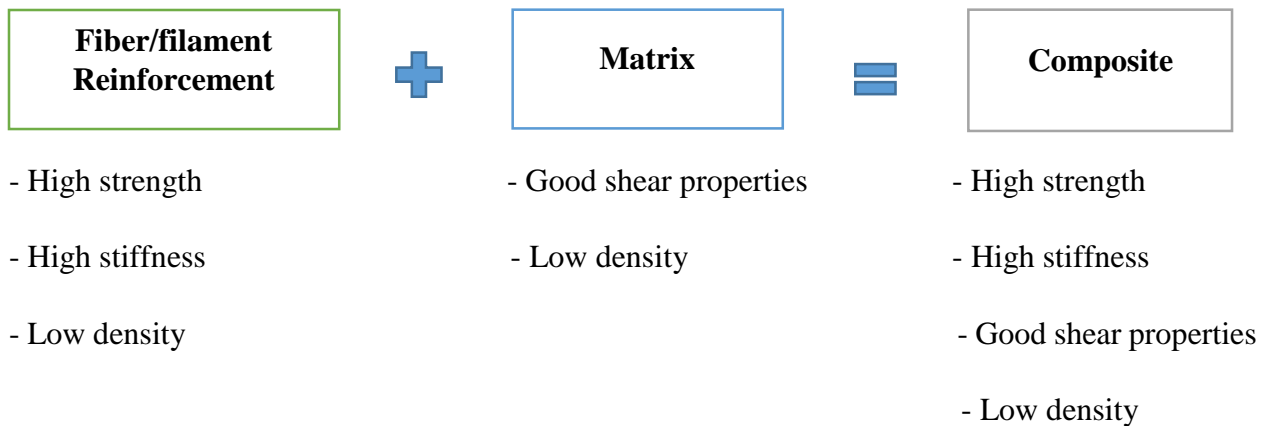 Fiber/filament
Reinforcement
Matrix
Composite
- High strength
- High stiffness
- Low density
- Good shear properties
- Low density
- High strength
- High stiffness
- Good shear properties
- Low density